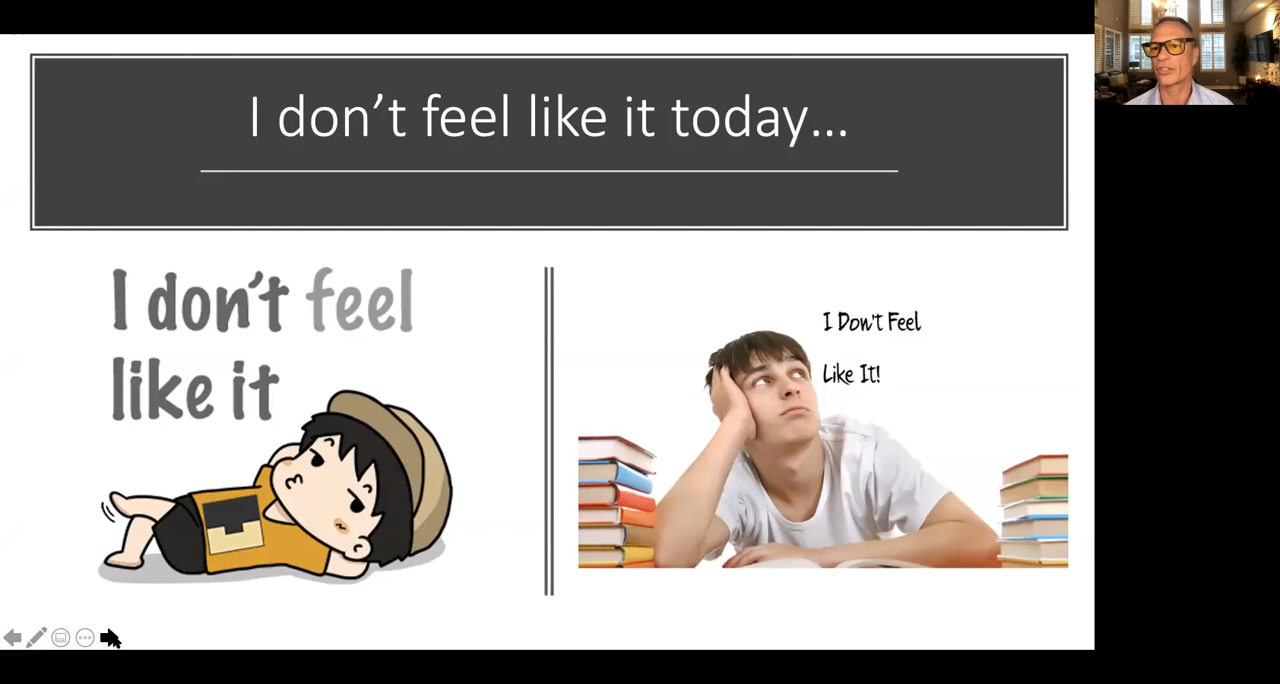 I don’t feel like it today…
I don’t feel
like it
I Don't Feel
Like It!